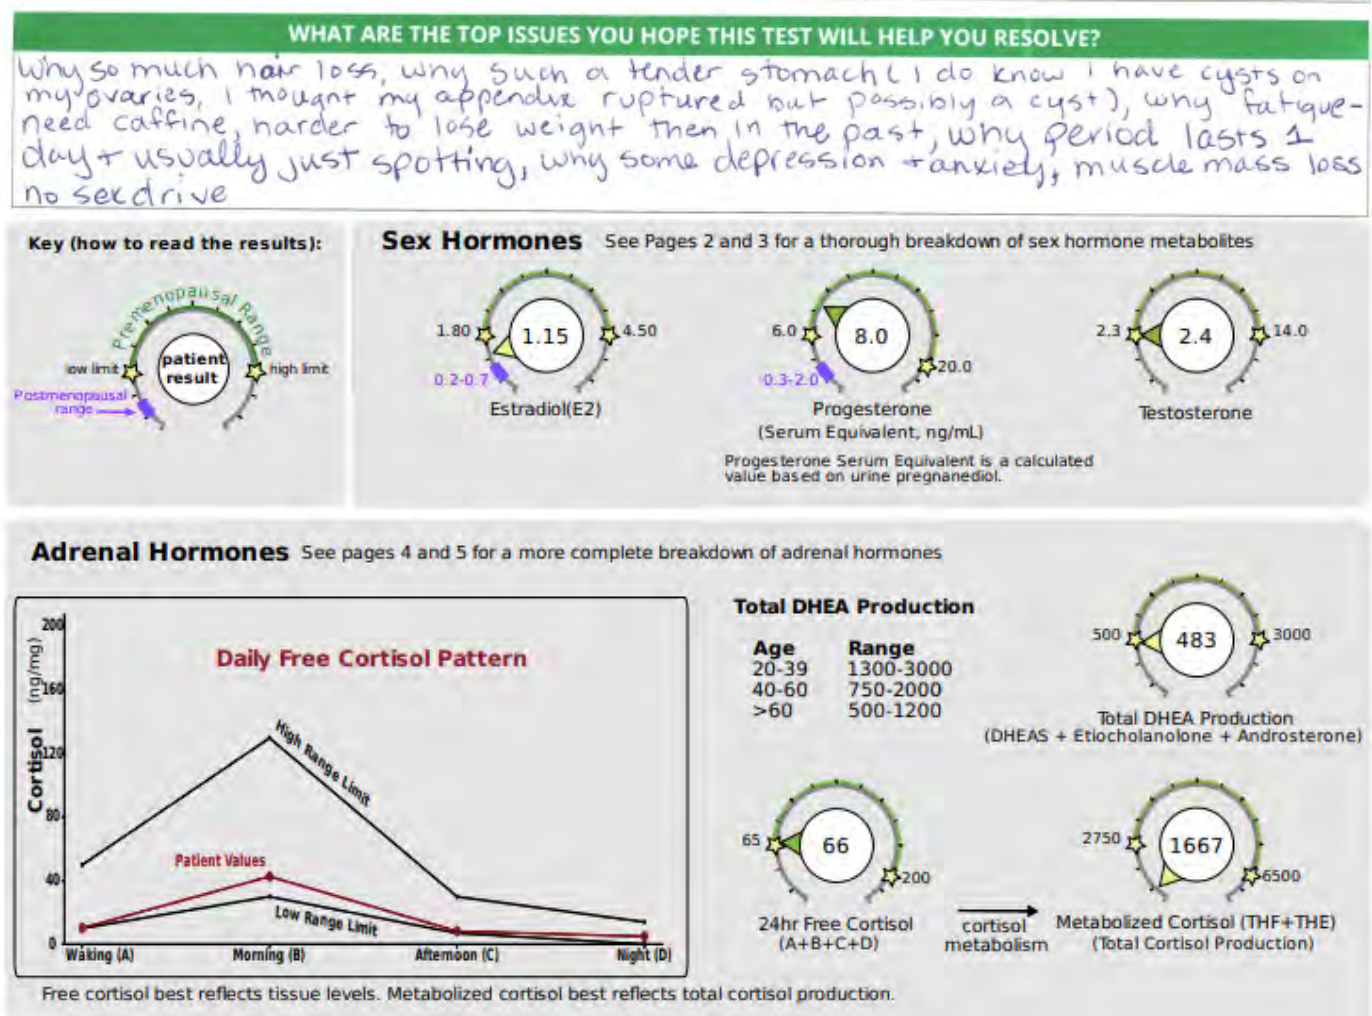 WHAT ARE THE TOP ISSUES YOU HOPE THIS TEST WILL HELP YOU RESOLVE?
Why so much hair loss, why such a tender stomach (I do know I have cysts on
my ovaries, I thought my appendix ruptured but possibly a cyst), why fatigue-
need caffine, harder to lose weight then in the past, why period lasts 1
day + usually just spotting, why some depression + anxiety, muscle mass loss
no sex drive
Key (how to read the results):
Premenopausal Range
low limit
high limit
patient
result
Postmenopausal
range
Sex Hormones See Pages 2 and 3 for a thorough breakdown of sex hormone metabolites
1.80
1.15
4.50
0.2-0.7
Estradiol(E2)
6.0
8.0
20.0
0.3-2.0
Progesterone
(Serum Equivalent, ng/mL)
Progesterone Serum Equivalent is a calculated
value based on urine pregnanediol.
2.3
2.4
14.0
Testosterone
Adrenal Hormones See pages 4 and 5 for a more complete breakdown of adrenal hormones
Daily Free Cortisol Pattern
Cortisol (ng/mg)
200
160
120
80
40
0
High Range Limit
Patient Values
Low Range Limit
Waking (A)
Morning (B)
Afternoon (C)
Night (D)
Total DHEA Production
Age Range
20-39 1300-3000
40-60 750-2000
>60 500-1200
500
483
3000
Total DHEA Production
(DHEAS + Etiocholanolone + Androsterone)
65
66
200
24hr Free Cortisol
(A+B+C+D)
cortisol
metabolism
2750
1667
6500
Metabolized Cortisol (THF+THE)
(Total Cortisol Production)
Free cortisol best reflects tissue levels. Metabolized cortisol best reflects total cortisol production.